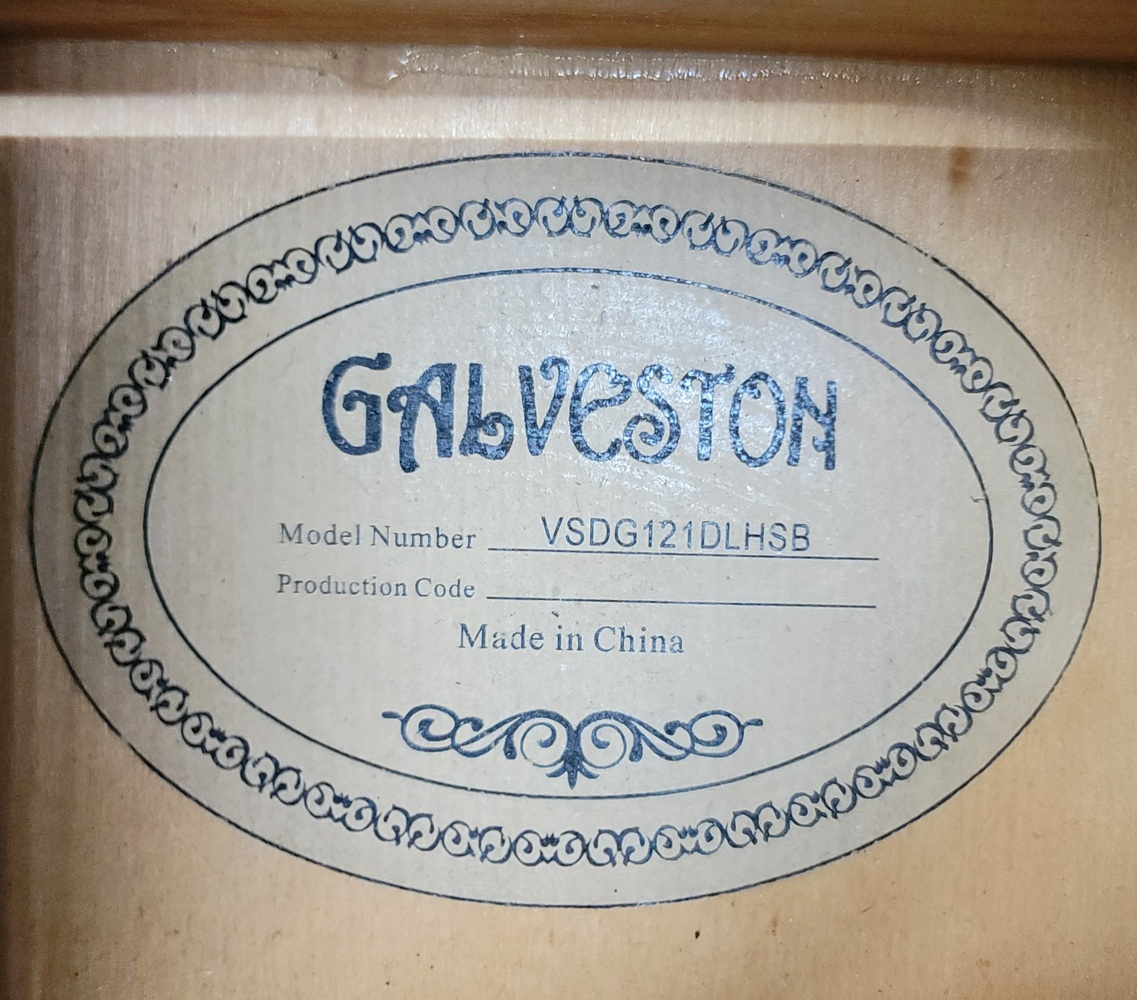 GALVESTON
Model Number VSDG121DLHSB
Production Code
Made in China